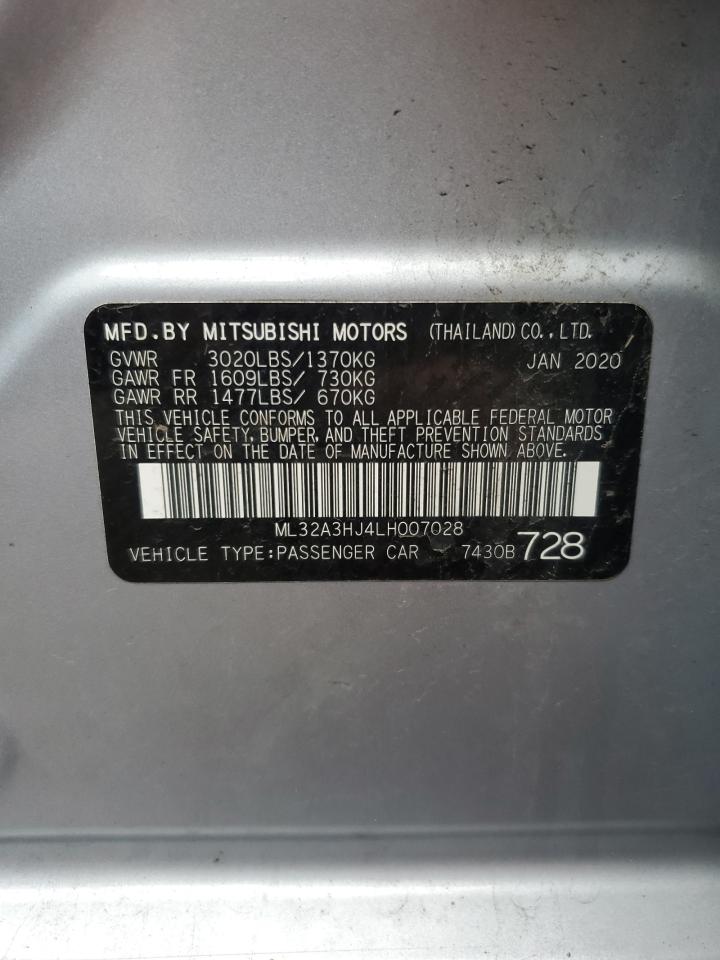 MFD.BY MITSUBISHI MOTORS (THAILAND)CO.,LTD.
GVWR 3020LBS/1370KG JAN 2020
GAWR FR 1609LBS/ 730KG
GAWR RR 1477LBS/ 670KG
THIS VEHICLE CONFORMS TO ALL APPLICABLE FEDERAL MOTOR
VEHICLE SAFETY, BUMPER, AND THEFT PREVENTION STANDARDS
IN EFFECT ON THE DATE OF MANUFACTURE SHOWN ABOVE.
ML32A3HJ4LH007028
VEHICLE TYPE:PASSENGER CAR 7430B 728